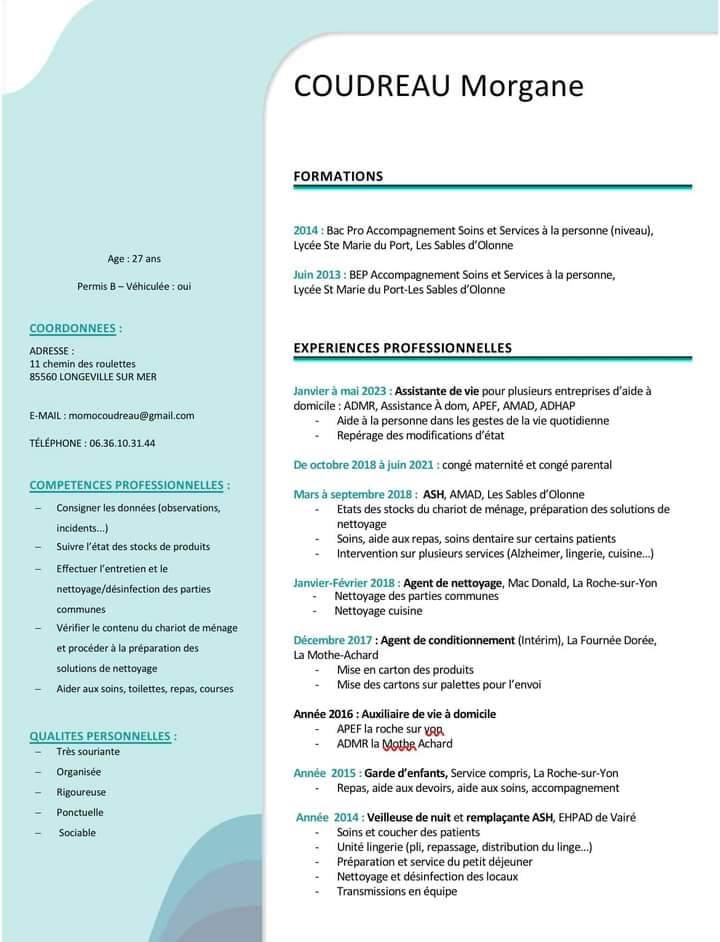 COUDREAU Morgane
FORMATIONS
2014 : Bac Pro Accompagnement Soins et Services à la personne (niveau),
Lycée Ste Marie du Port, Les Sables d'Olonne
Juin 2013 : BEP Accompagnement Soins et Services à la personne,
Lycée St Marie du Port-Les Sables d'Olonne
EXPERIENCES PROFESSIONNELLES
Janvier à mai 2023 : Assistante de vie pour plusieurs entreprises d'aide à
domicile : ADMR, Assistance À dom, APEF, AMAD, ADHAP
- Aide à la personne dans les gestes de la vie quotidienne
- Repérage des modifications d'état
De octobre 2018 à juin 2021 : congé maternité et congé parental
Mars à septembre 2018 : ASH, AMAD, Les Sables d'Olonne
- Etats des stocks du chariot de ménage, préparation des solutions de
nettoyage
- Soins, aide aux repas, soins dentaire sur certains patients
- Intervention sur plusieurs services (Alzheimer, lingerie, cuisine...)
Janvier-Février 2018 : Agent de nettoyage, Mac Donald, La Roche-sur-Yon
- Nettoyage des parties communes
- Nettoyage cuisine
Décembre 2017 : Agent de conditionnement (Intérim), La Fournée Dorée,
La Mothe-Achard
- Mise en carton des produits
- Mise des cartons sur palettes pour l'envoi
Année 2016 : Auxiliaire de vie à domicile
- APEF la roche sur yon
- ADMR la Mothe Achard
Année 2015 : Garde d'enfants, Service compris, La Roche-sur-Yon
- Repas, aide aux devoirs, aide aux soins, accompagnement
Année 2014 : Veilleuse de nuit et remplaçante ASH, EHPAD de Vairé
- Soins et coucher des patients
- Unité lingerie (pli, repassage, distribution du linge...)
- Préparation et service du petit déjeuner
- Nettoyage et désinfection des locaux
- Transmissions en équipe
Age : 27 ans
Permis B – Véhiculée : oui
COORDONNEES :
ADRESSE :
11 chemin des roulettes
85560 LONGEVILLE SUR MER
E-MAIL : momocoudreau@gmail.com
TÉLÉPHONE : 06.36.10.31.44
COMPETENCES PROFESSIONNELLES :
– Consigner les données (observations,
incidents...)
– Suivre l'état des stocks de produits
– Effectuer l'entretien et le
nettoyage/désinfection des parties
communes
– Vérifier le contenu du chariot de ménage
et procéder à la préparation des
solutions de nettoyage
– Aider aux soins, toilettes, repas, courses
QUALITES PERSONNELLES :
– Très souriante
– Organisée
– Rigoureuse
– Ponctuelle
– Sociable